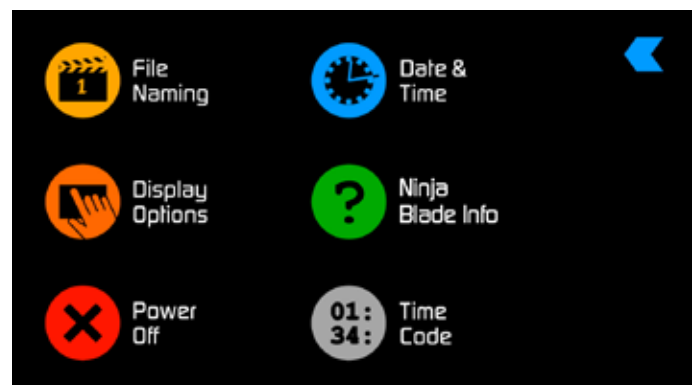 1
File
Naming
Date &
Time
Display
Options
?
Ninja
Blade Info
Power
Off
01:
34:
Time
Code